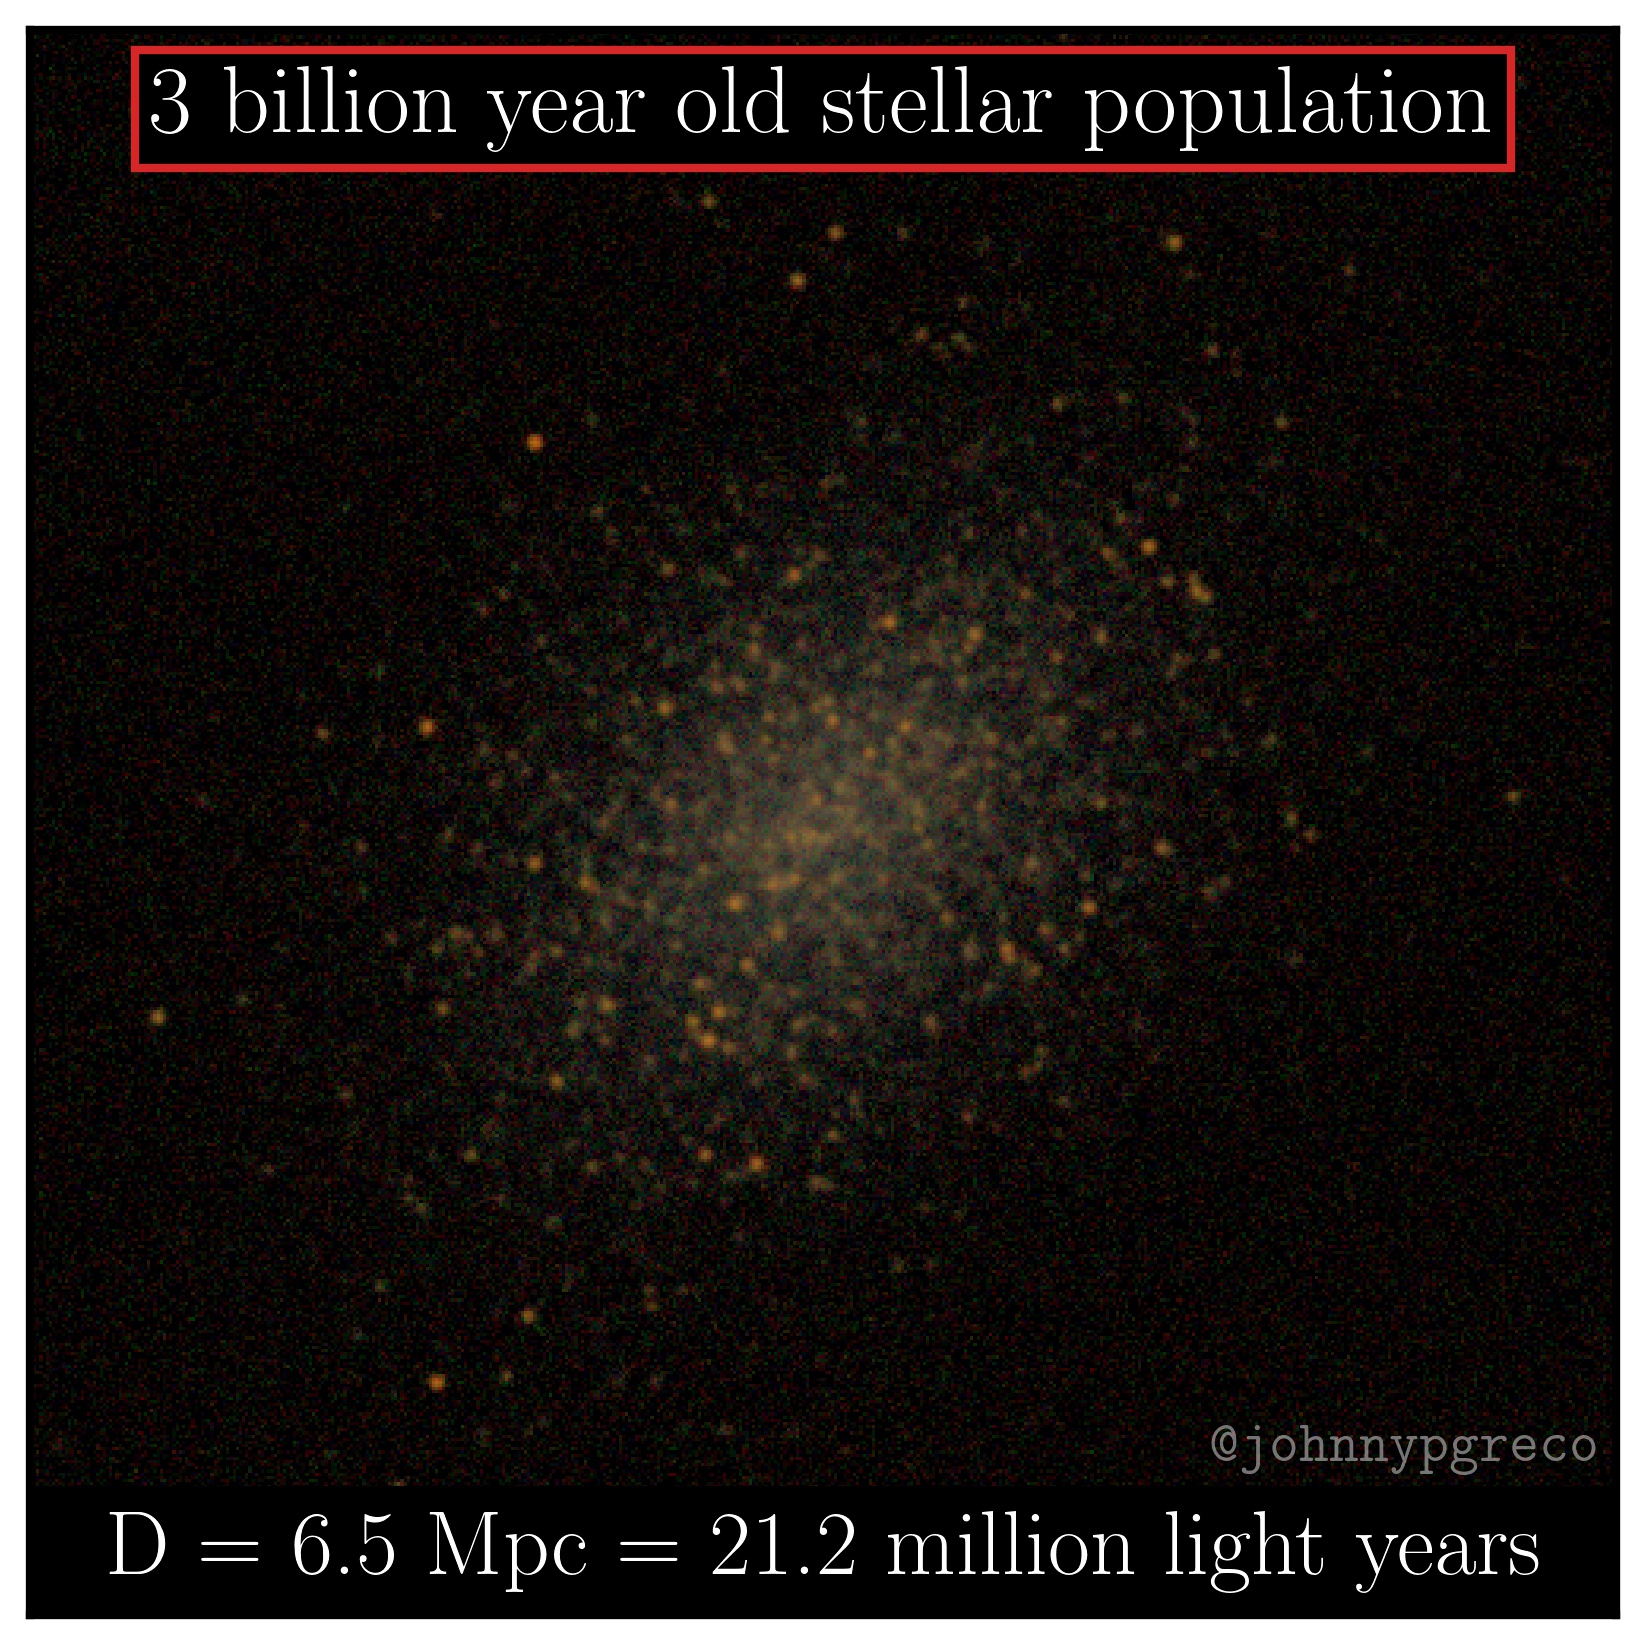 3 billion year old stellar population
@johnnypgreco
D = 6.5 Mpc = 21.2 million light years